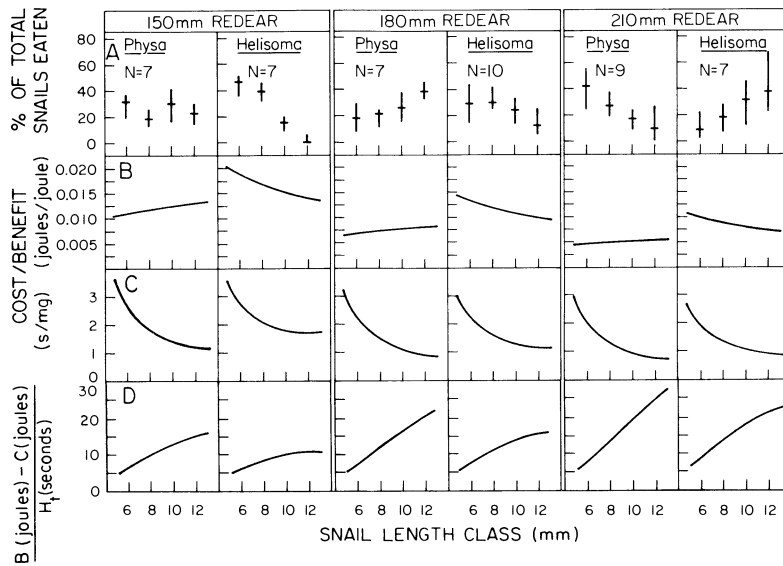 150mm REDEAR 180mm REDEAR 210mm REDEAR
A Physa Helisoma Physa Helisoma Physa Helisoma
N=7 N=7 N=7 N=10 N=9 N=7
% OF TOTAL
SNAILS EATEN
80
60
40
20
0
B
0.020
0.015
0.010
0.005
COST/BENEFIT
(joules/joule)
C
3
2
1
0
(s/mg)
D
30
20
10
0
B (joules) - C (joules
Ht (seconds)
6 8 10 12 6 8 10 12 6 8 10 12 6 8 10 12 6 8 10 12 6 8 10 12
SNAIL LENGTH CLASS (mm)